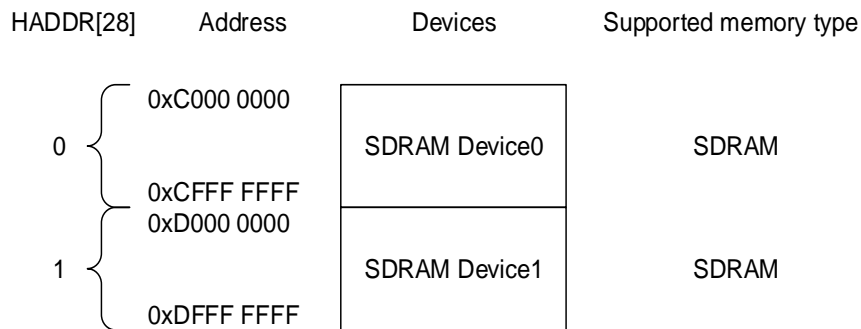 HADDR[28] Address Devices Supported memory type
0xC000 0000
0 SDRAM Device0 SDRAM
0xCFFF FFFF
0xD000 0000
1 SDRAM Device1 SDRAM
0xDFFF FFFF